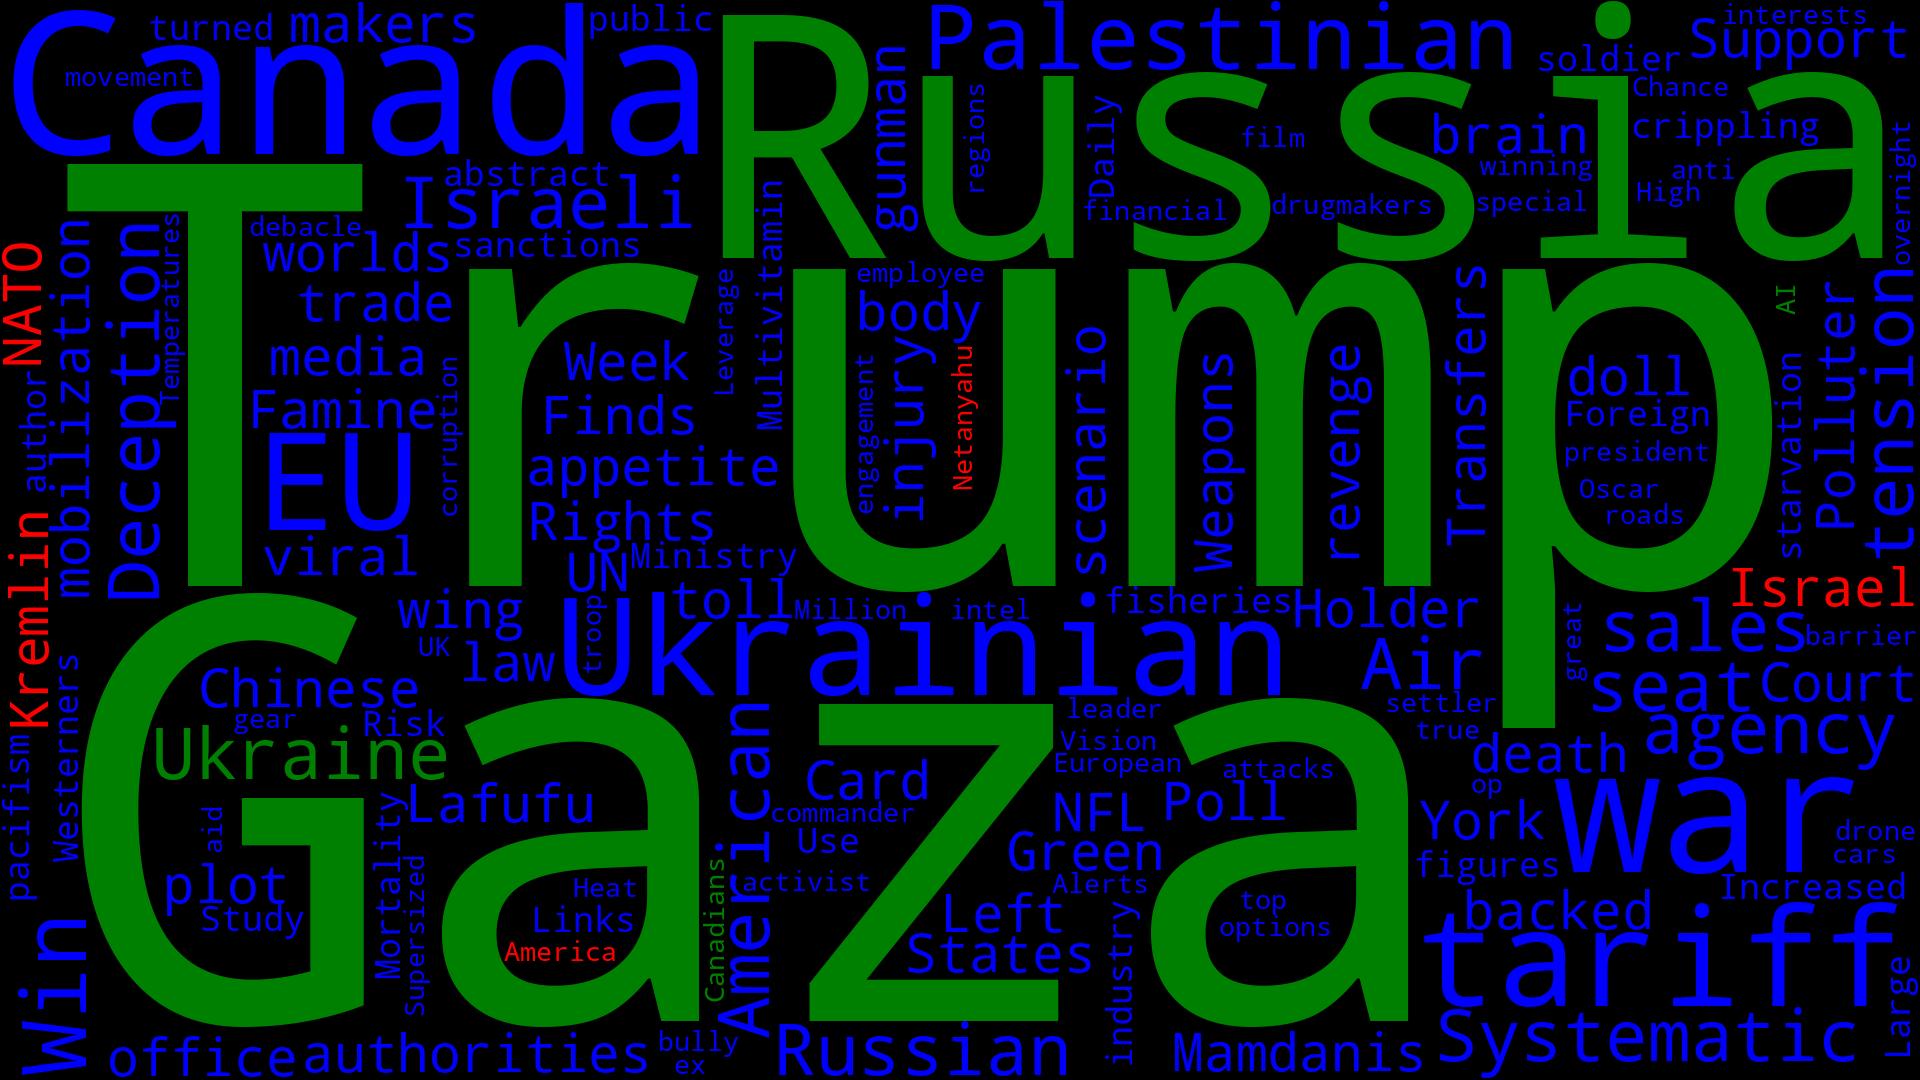 Canada
turned
makers
public
movement
Russia
Palestinian
interests
Support
soldier
Chance
crippling
brain
film
winning
anti
High
special
financial
drugmakers
Daily
regions
gunman
overnight
abstract
Israeli
Trump
debacle
worlds
sanctions
trade
media
Famine
EU
viral
corruption
Temperatures
Deception
mobilization
NATO
author
Kremlin
Week
Finds
appetite
Rights
UN
Ministry
Leverage
Multivitamin
employee
body
engagement
injury
Netanyahu
scenario
Weapons
revenge
Transfers
doll
Foreign
president
Oscar
roads
AI
starvation
Polluter
tension
Israel
wing
UK
law
troop
toll
Million
intel
fisheries
Holder
Ukrainian
Air
great
sales
barrier
seat
Court
settler
true
agency
death
Gaza
Chinese
gear
Risk
Ukraine
Westerners
pacifism
aid
plot
Study
Mortality
Supersized
Lafufu
Heat
Links
America
Canadians
American
Card
commander
Use
activist
leader
Vision
European
attacks
NFL
Poll
Green
Alerts
Left
States
industry
top
options
op
York
war
drone
cars
figures
Increased
backed
tariff
Large
Systematic
Win
office
authorities
bully
ex
Russian
Mamdanis